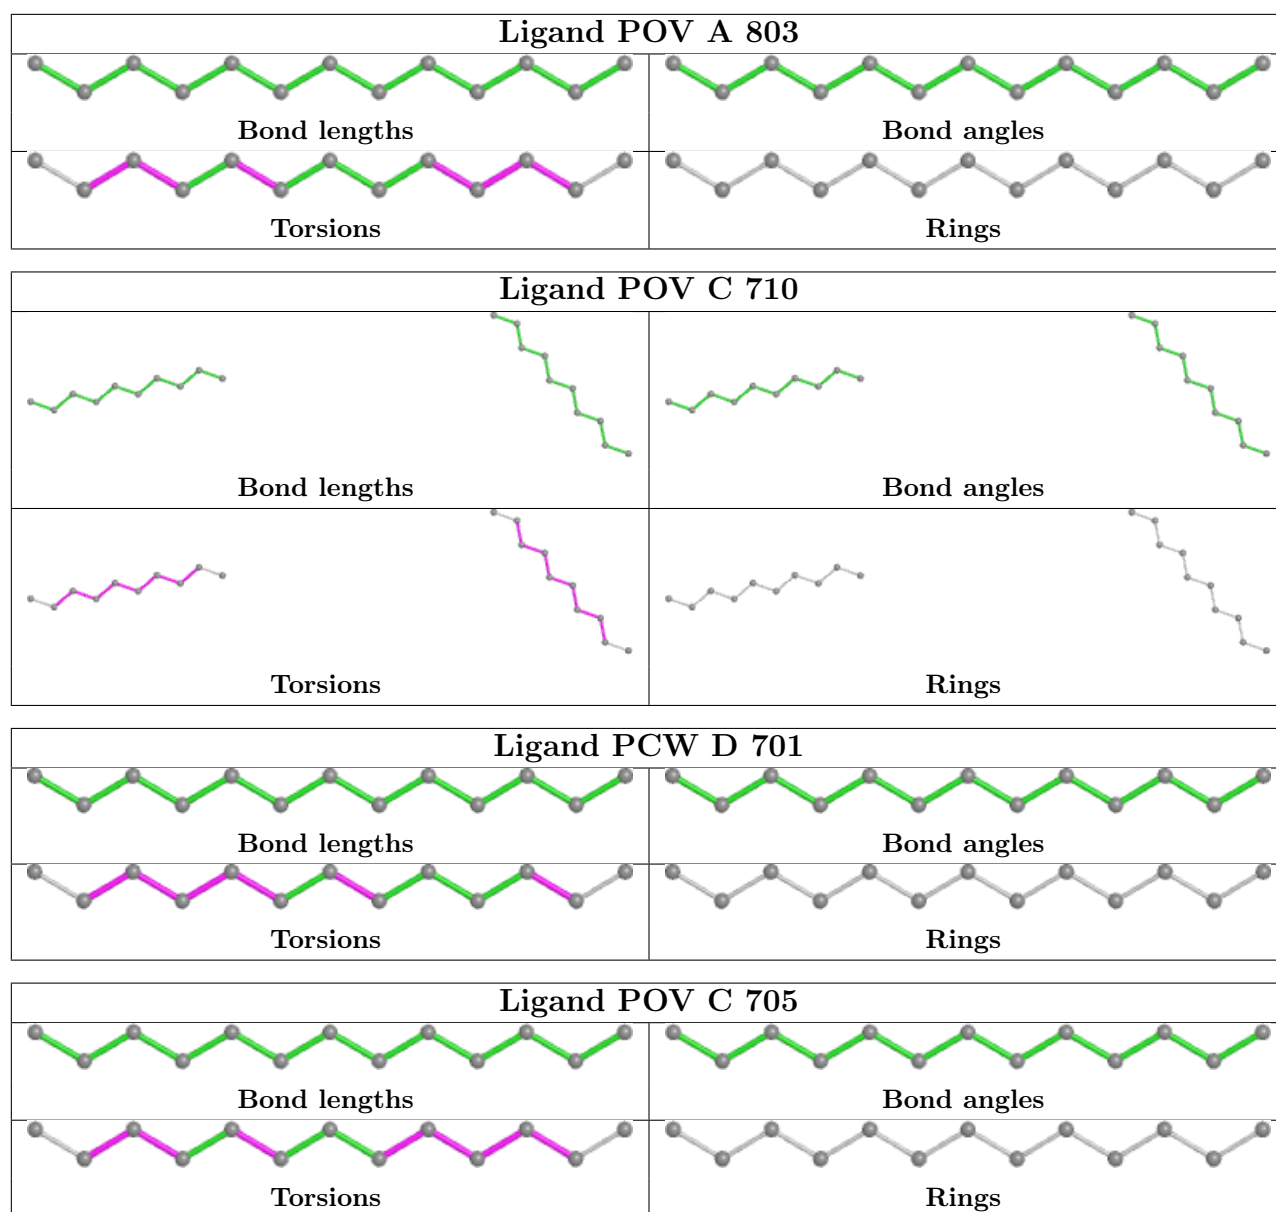 Ligand POV A 803
Bond lengths
Bond angles
Torsions
Rings
Ligand POV C 710
Bond lengths
Bond angles
Torsions
Rings
Ligand PCW D 701
Bond lengths
Bond angles
Torsions
Rings
Ligand POV C 705
Bond lengths
Bond angles
Torsions
Rings